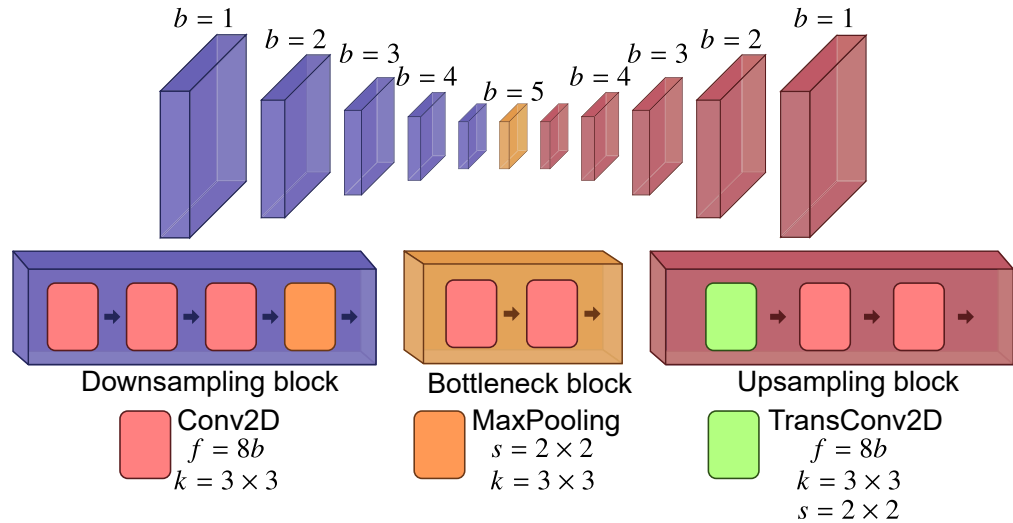 b = 1
b = 2
b = 3
b = 4
b = 5
b = 4
b = 3
b = 2
b = 1
Downsampling block
Bottleneck block
Upsampling block
Conv2D
f = 8b
k = 3 × 3
MaxPooling
s = 2 × 2
k = 3 × 3
TransConv2D
f = 8b
k = 3 × 3
s = 2 × 2